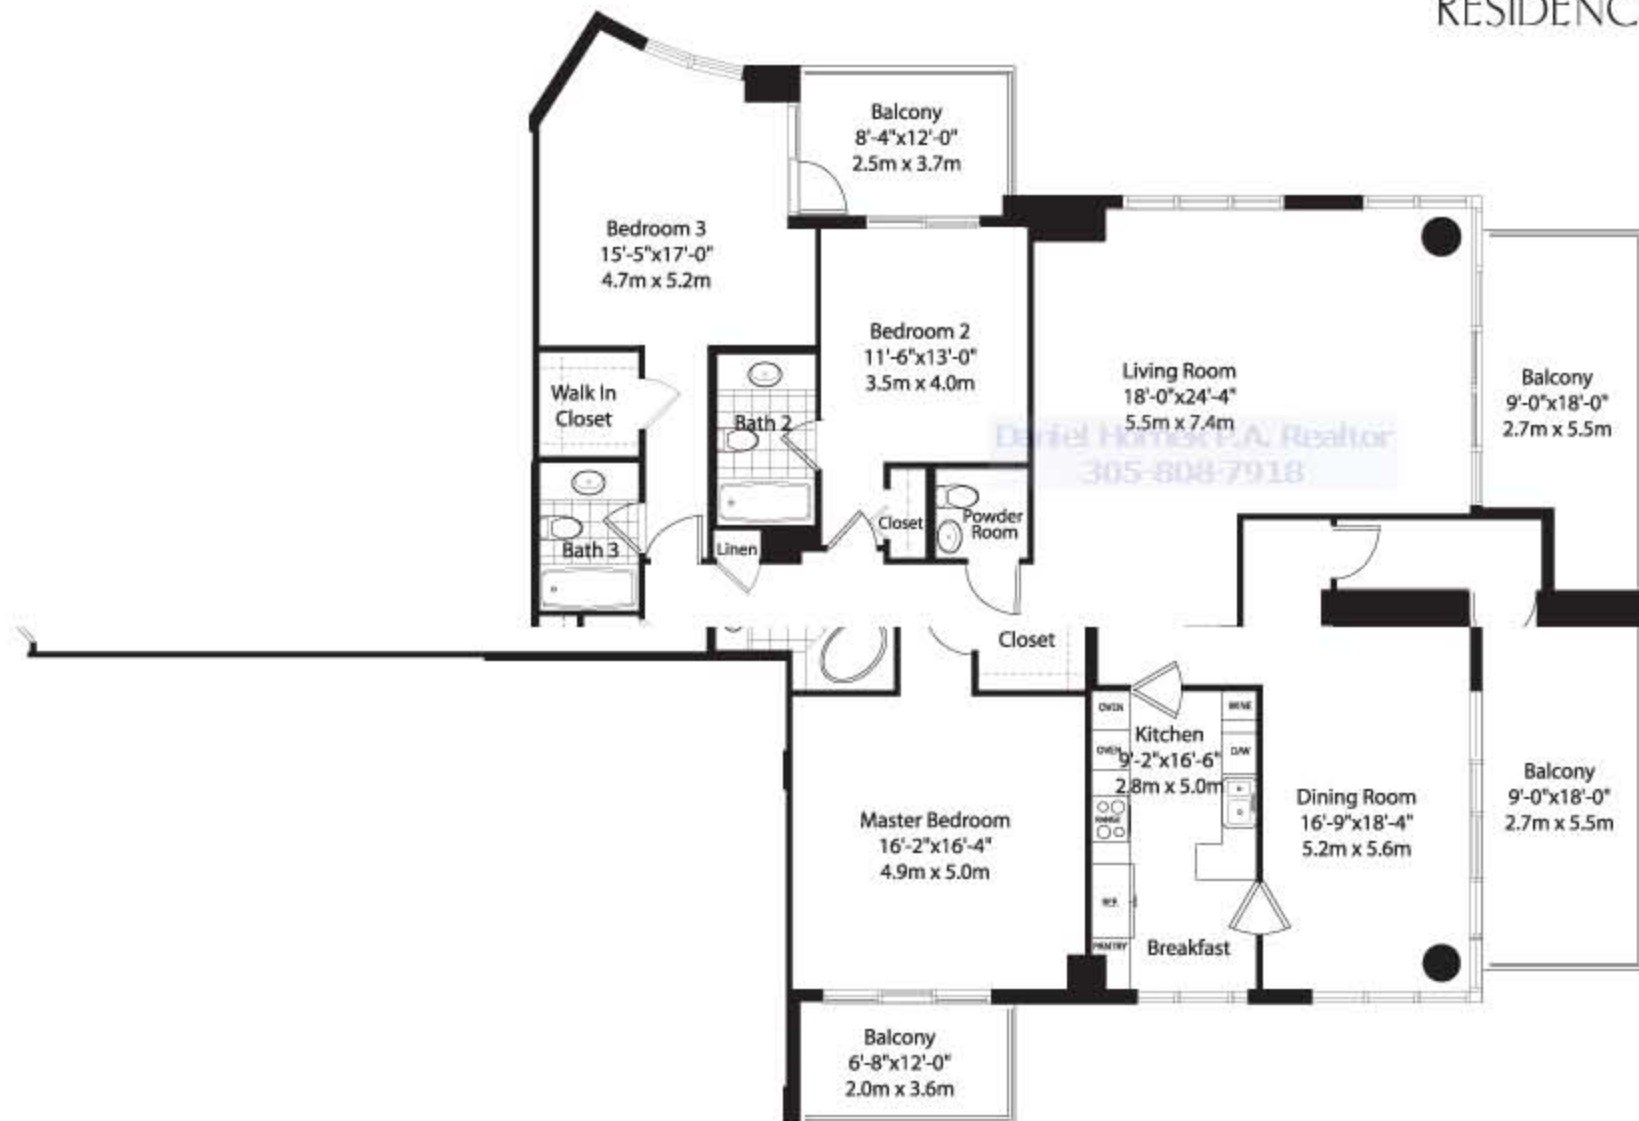 RESIDENC
Balcony
8'-4"x12'-0"
2.5m x 3.7m
Bedroom 3
15'-5"x17'-0"
4.7m x 5.2m
Bedroom 2
11'-6"x13'-0"
3.5m x 4.0m
Living Room
18'-0"x24'-4"
5.5m x 7.4m
Balcony
9'-0"x18'-0"
2.7m x 5.5m
Walk In
Closet
Bath 2
P.A. Realtor
305-808-7918
Closet
Powder
Room
Bath 3
Linen
Closet
OVEN
WINE
Kitchen
9'-2"x16'-6"
2.8m x 5.0m
OVEN
D/W
RANGE
Master Bedroom
16'-2"x16'-4"
4.9m x 5.0m
Dining Room
16'-9"x18'-4"
5.2m x 5.6m
Balcony
9'-0"x18'-0"
2.7m x 5.5m
REF.
PANTRY
Breakfast
Balcony
6'-8"x12'-0"
2.0m x 3.6m